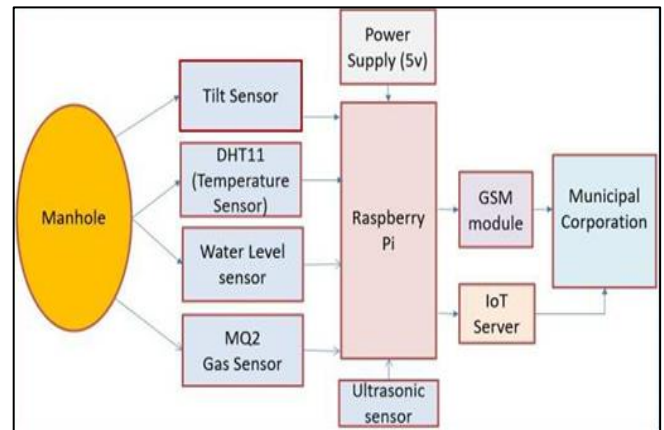 Power
Supply (5v)
Tilt Sensor
DHT11
(Temperature
Sensor)
Manhole
Water Level
sensor
MQ2
Gas Sensor
Raspberry
Pi
GSM
module
Municipal
Corporation
IoT
Server
Ultrasonic
sensor